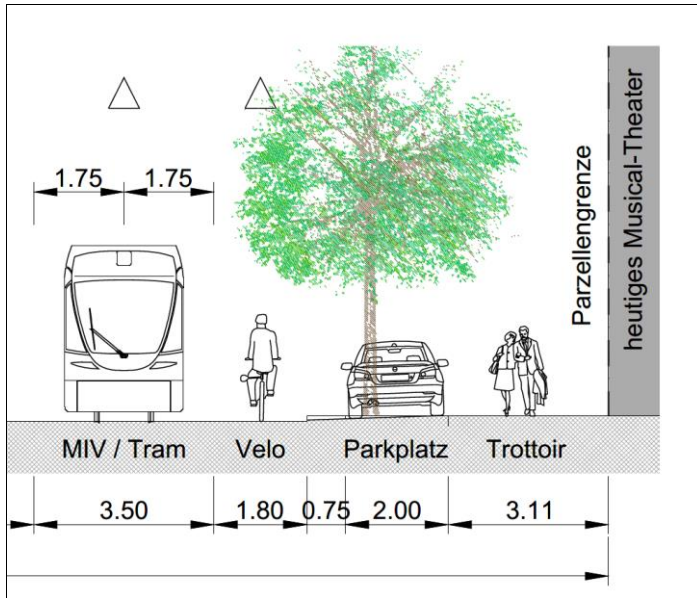 1.75 1.75
Parzellengrenze
heutiges Musical-Theater
MIV / Tram Velo Parkplatz Trottoir
3.50 1.80 0.75 2.00 3.11